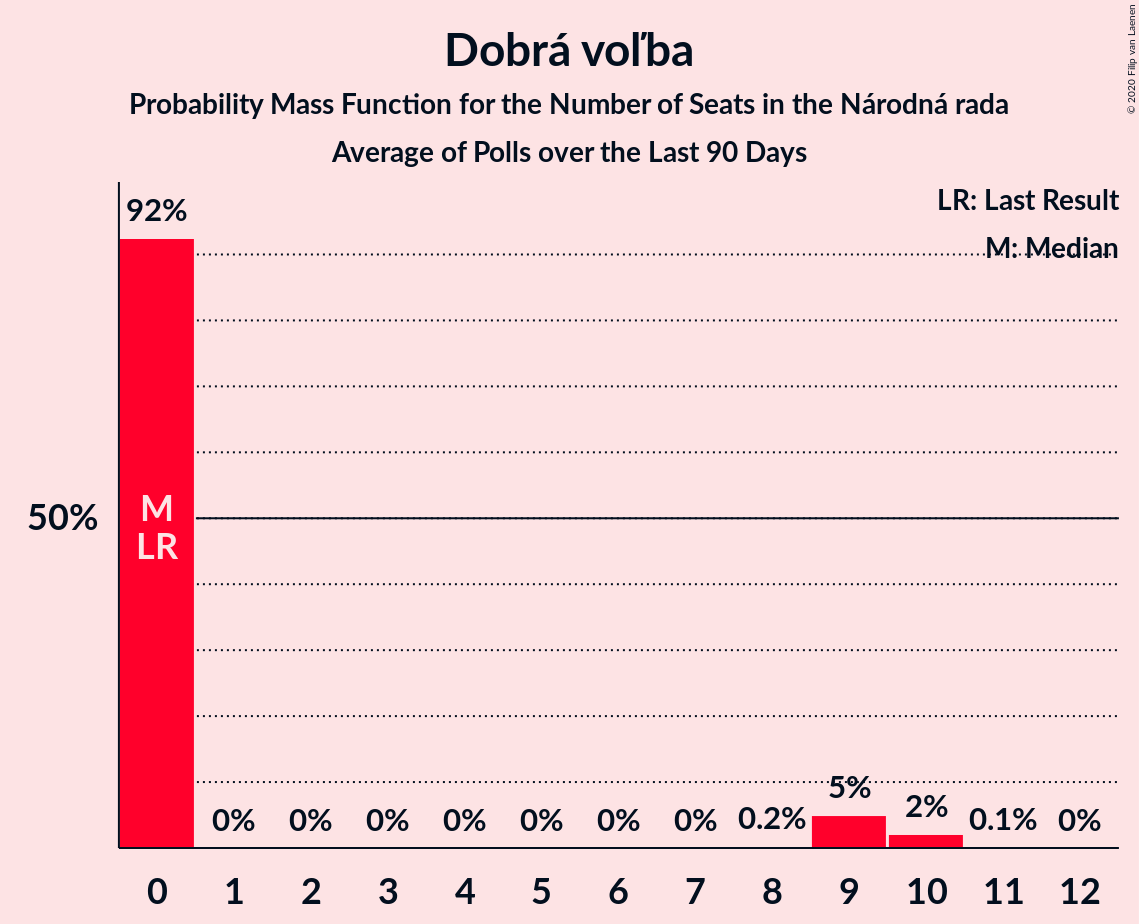 Dobrá voľba
Probability Mass Function for the Number of Seats in the Národná rada
Average of Polls over the Last 90 Days
© 2020 Filip van Laenen
LR: Last Result
M: Median
92%
50%
M
LR
0% 0% 0% 0% 0% 0% 0% 0.2% 5% 2% 0.1% 0%
0 1 2 3 4 5 6 7 8 9 10 11 12